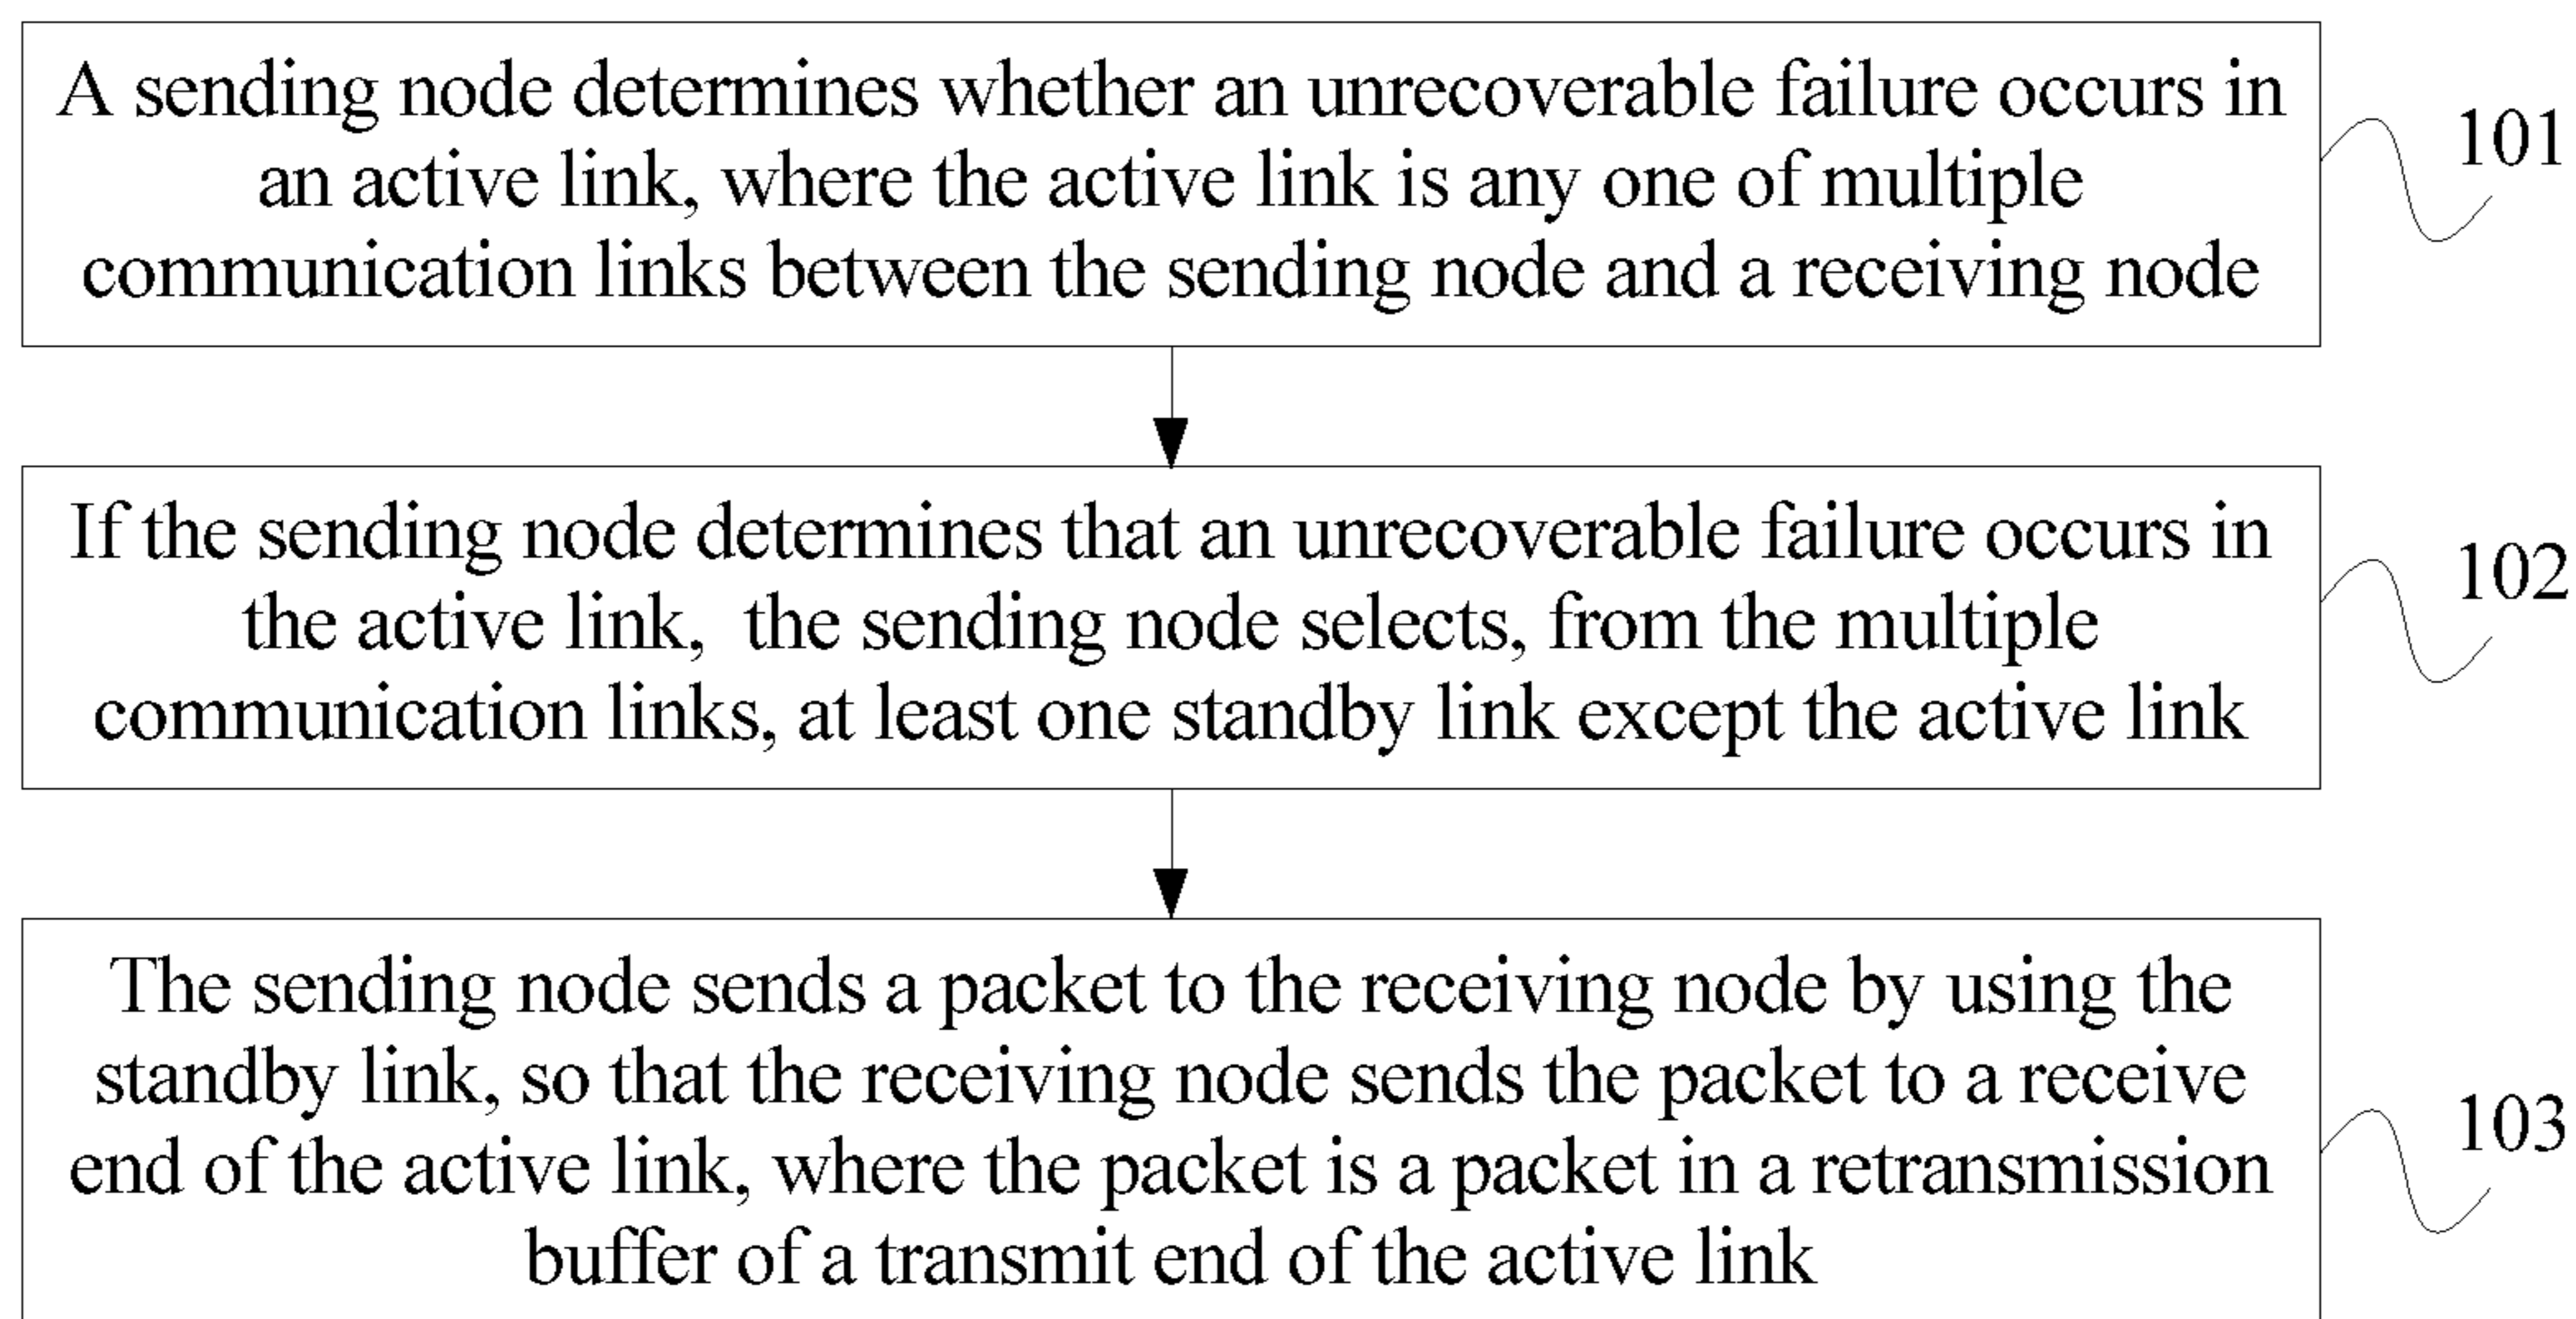 A sending node determines whether an unrecoverable failure occurs in
an active link, where the active link is any one of multiple
communication links between the sending node and a receiving node
101
If the sending node determines that an unrecoverable failure occurs in
the active link, the sending node selects, from the multiple
communication links, at least one standby link except the active link
102
The sending node sends a packet to the receiving node by using the
standby link, so that the receiving node sends the packet to a receive
end of the active link, where the packet is a packet in a retransmission
buffer of a transmit end of the active link
103